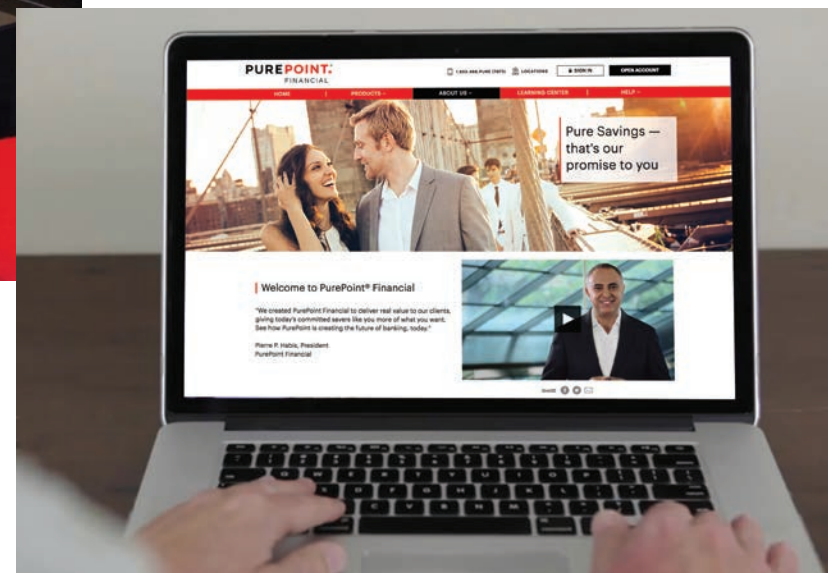 PUREPOINT.
FINANCIAL
LOCATIONS
SIGN IN
OPEN ACCOUNT
HOME
PRODUCTS
ABOUT US
LEARNING CENTER
HELP
Pure Savings —
that's our
promise to you
Welcome to PurePoint® Financial
"We created PurePoint Financial to deliver real value to our clients,
giving today's committed savers like you more of what you want.
See how PurePoint is creating the future of banking, today."
Pierre P. Habis, President
PurePoint Financial
SHARE